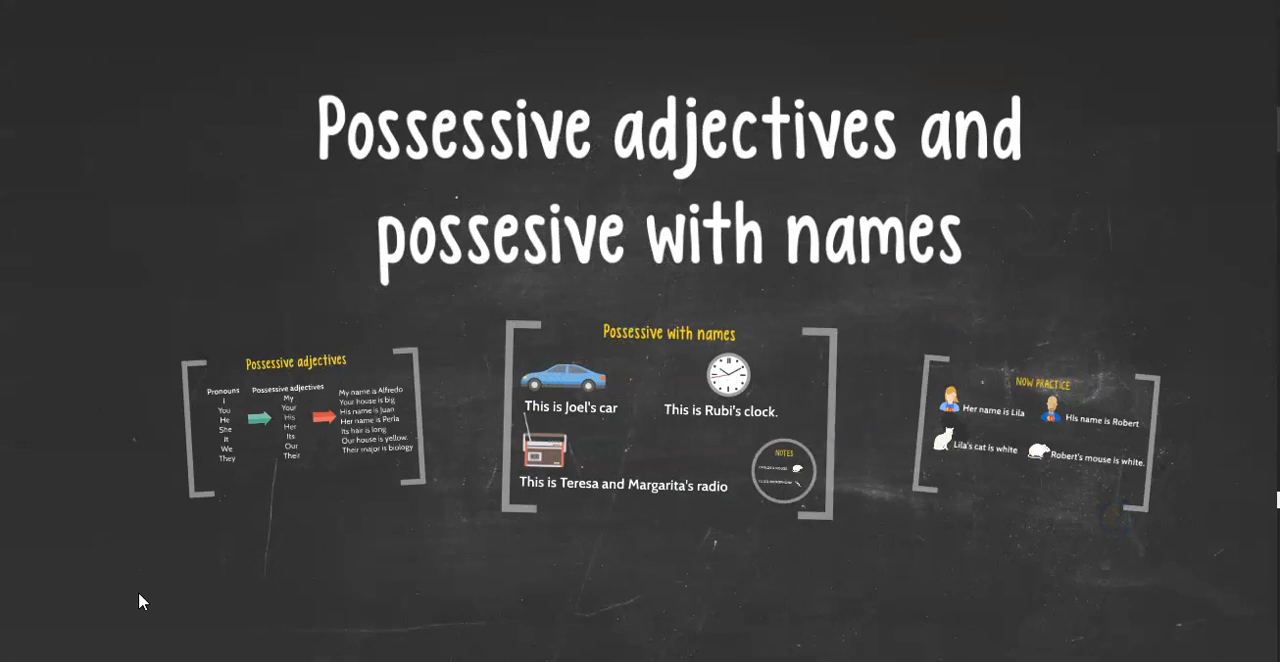 Possessive adjectives and
possesive with names
Possessive adjectives
Pronouns
I
You
He
She
It
We
They
Possessive adjectives
My
Your
His
Her
Its
Our
Their
My name is Alfredo
Your house is big
His name is Juan
Her name is Perla
Its hair is long
Our house is yellow.
Their major is biology
Possessive with names
This is Joel's car
This is Rubi's clock.
This is Teresa and Margarita's radio
NOTES
NOW PRACTICE
Her name is Lila
His name is Robert
Lila's cat is white
Robert's mouse is white.